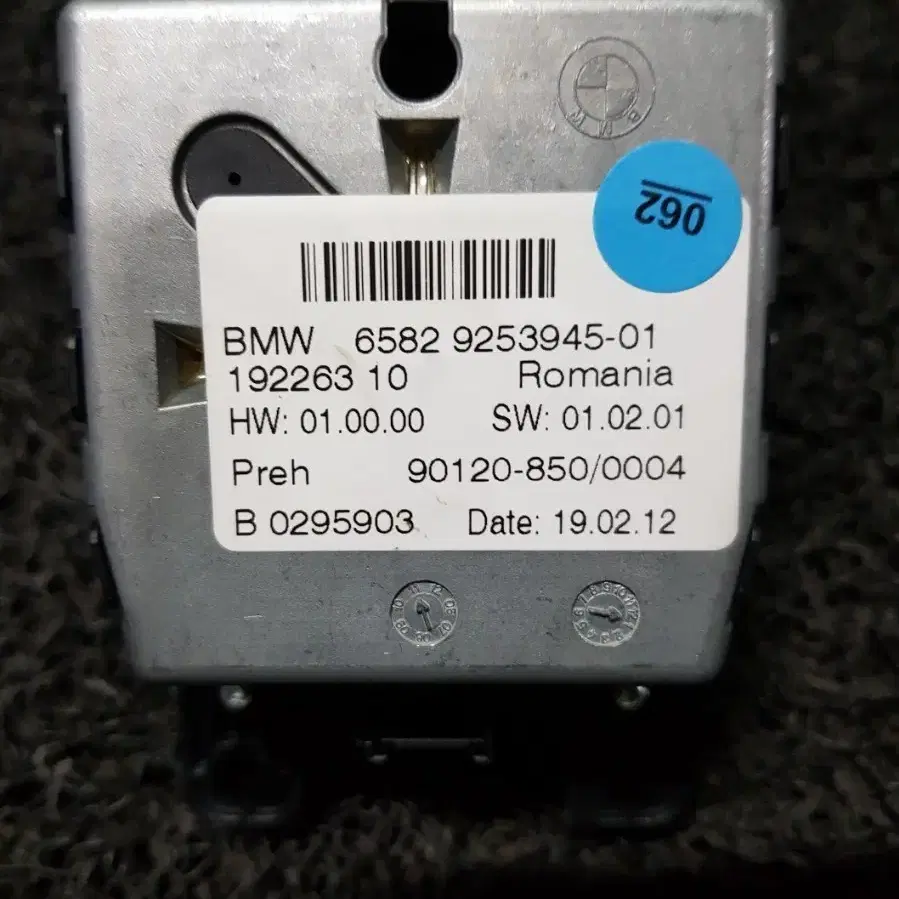 BMW
062
BMW 6582 9253945-01
192263 10 Romania
HW: 01.00.00 SW: 01.02.01
Preh 90120-850/0004
B 0295903 Date: 19.02.12